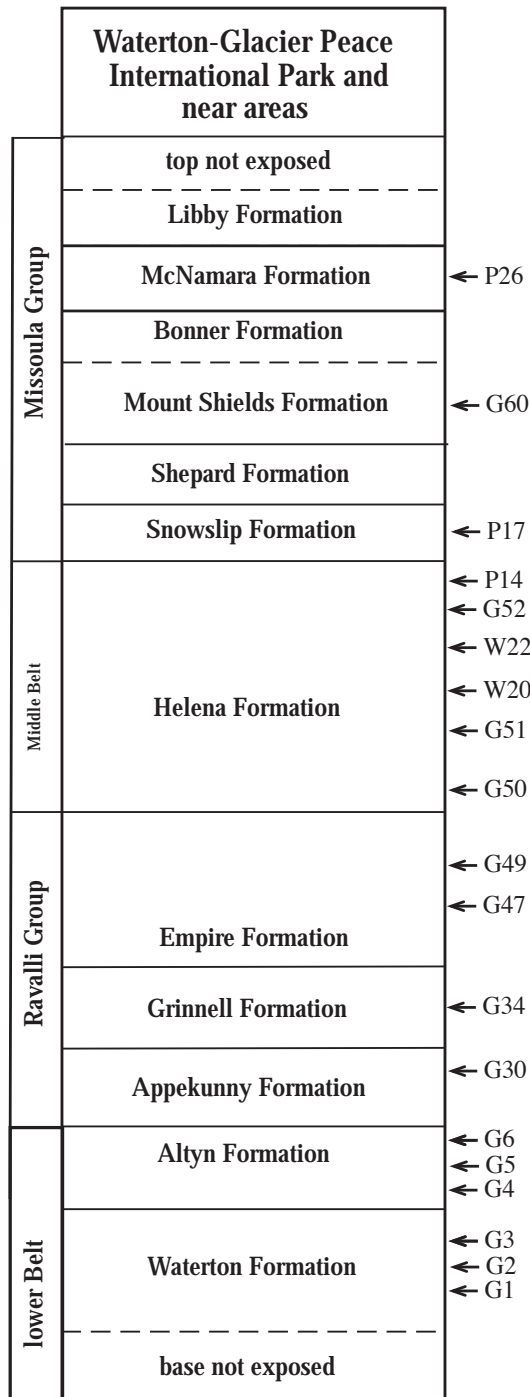 Waterton-Glacier Peace
International Park and
near areas
Missoula Group
top not exposed
Libby Formation
McNamara Formation
P26
Bonner Formation
Mount Shields Formation
G60
Shepard Formation
Snowslip Formation
P17
Middle Belt
Helena Formation
P14
G52
W22
W20
G51
G50
Ravalli Group
G49
G47
Empire Formation
Grinnell Formation
G34
G30
Appekunny Formation
lower Belt
Altyn Formation
G6
G5
G4
Waterton Formation
G3
G2
G1
base not exposed